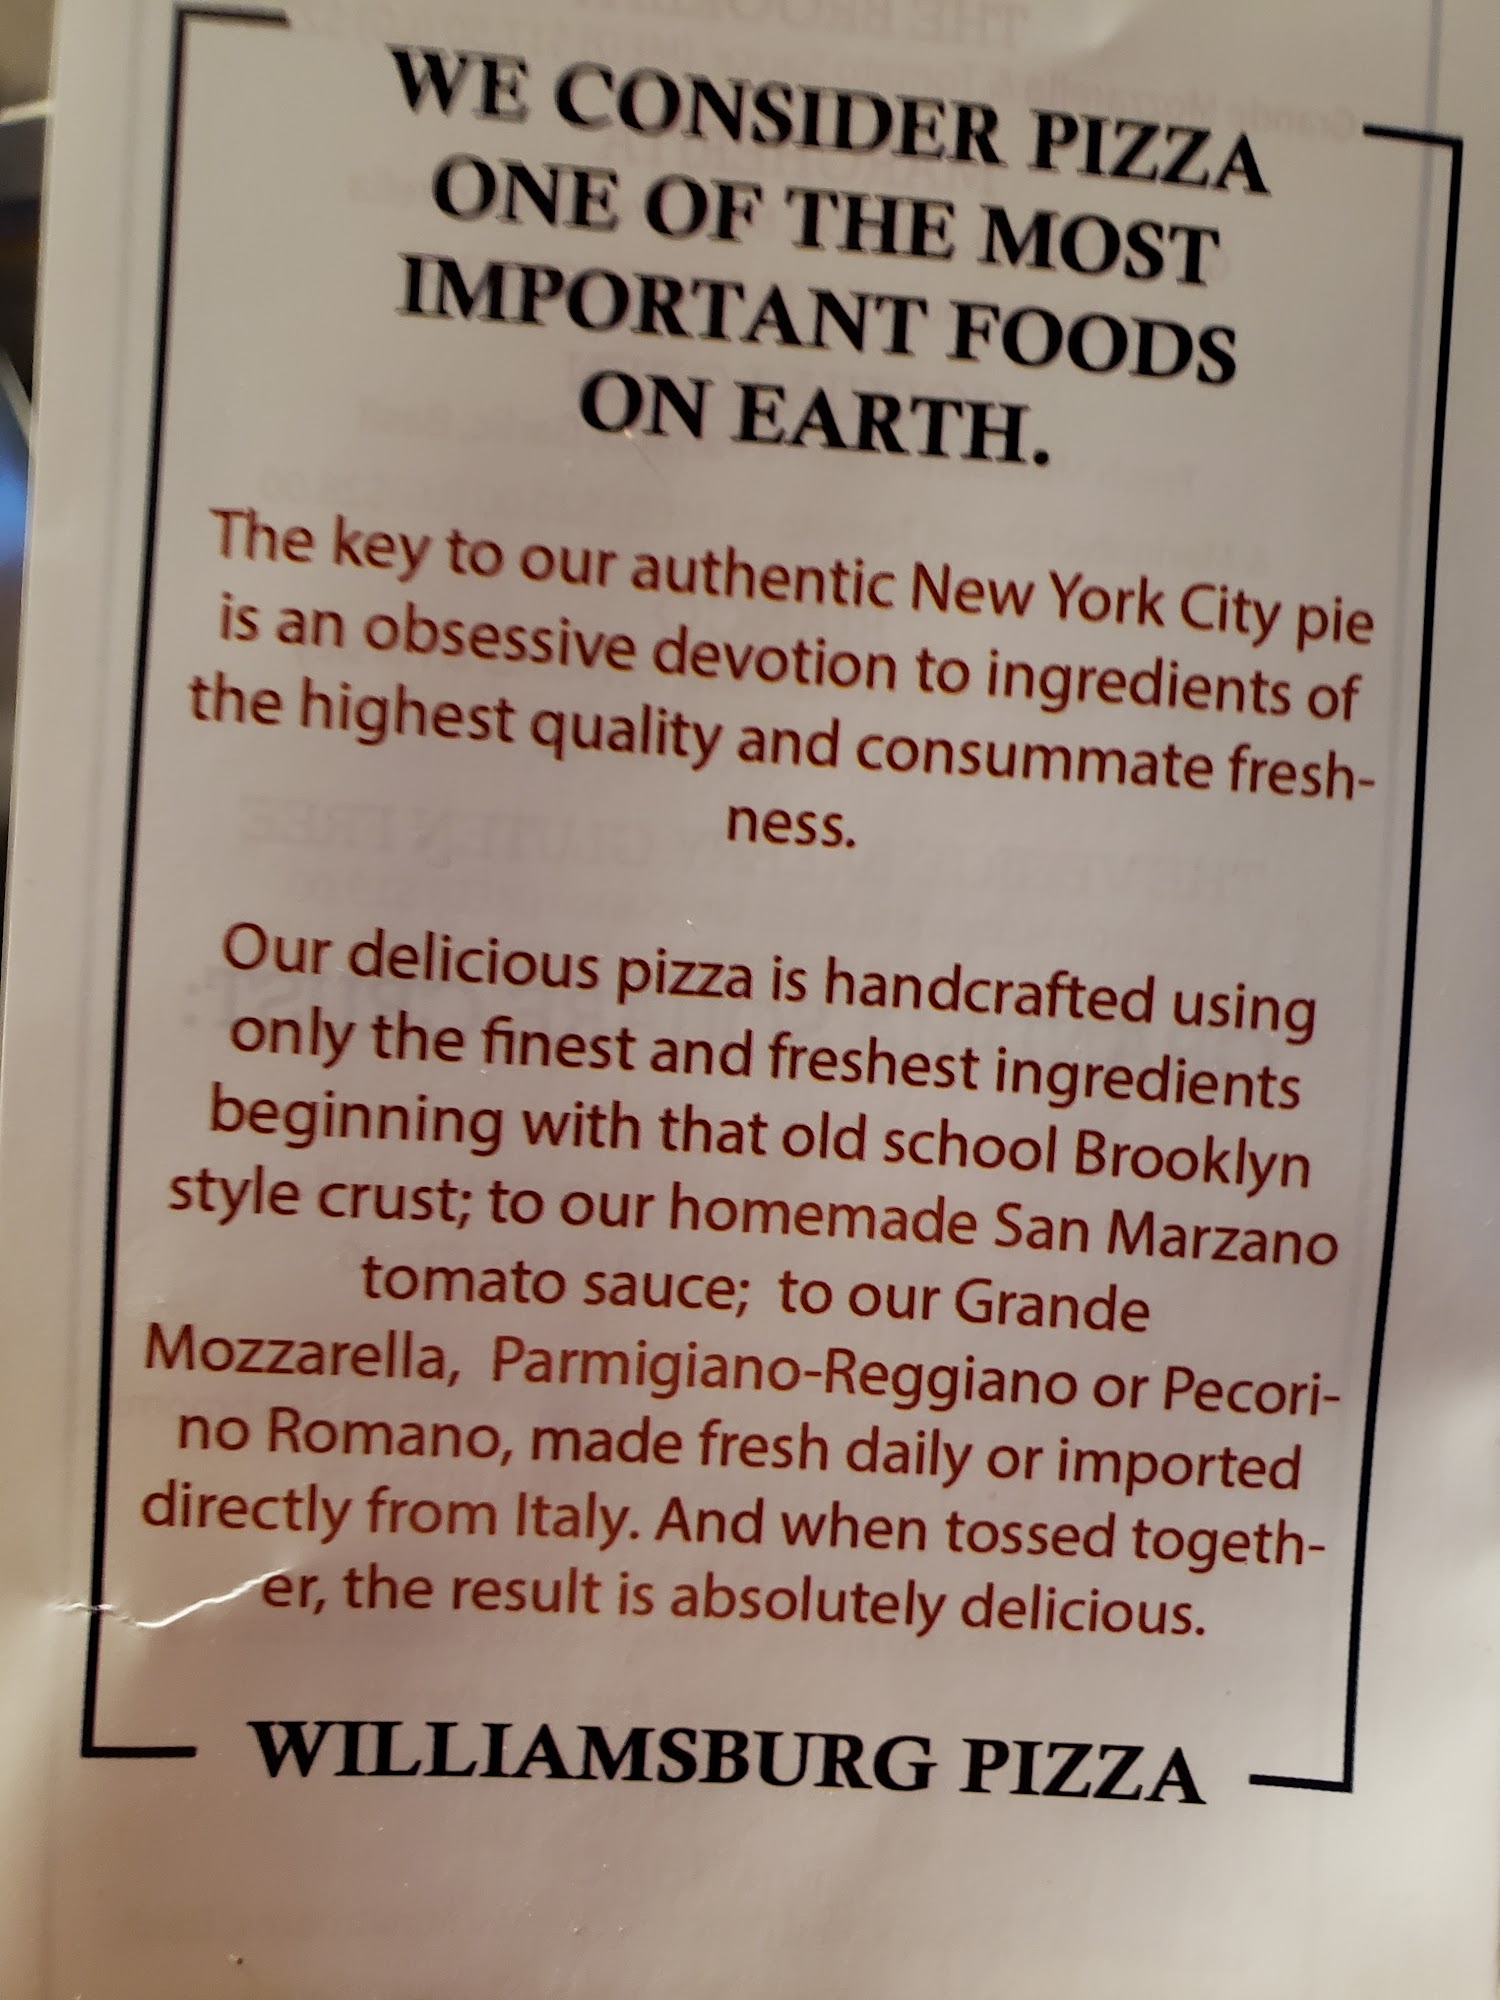 WE CONSIDER PIZZA
ONE OF THE MOST
IMPORTANT FOODS
ON EARTH.
The key to our authentic New York City pie
is an obsessive devotion to ingredients of
the highest quality and consummate fresh-
ness.
Our delicious pizza is handcrafted using
only the finest and freshest ingredients
beginning with that old school Brooklyn
style crust; to our homemade San Marzano
tomato sauce; to our Grande
Mozzarella, Parmigiano-Reggiano or Pecori-
no Romano, made fresh daily or imported
directly from Italy. And when tossed togeth-
er, the result is absolutely delicious.
WILLIAMSBURG PIZZA